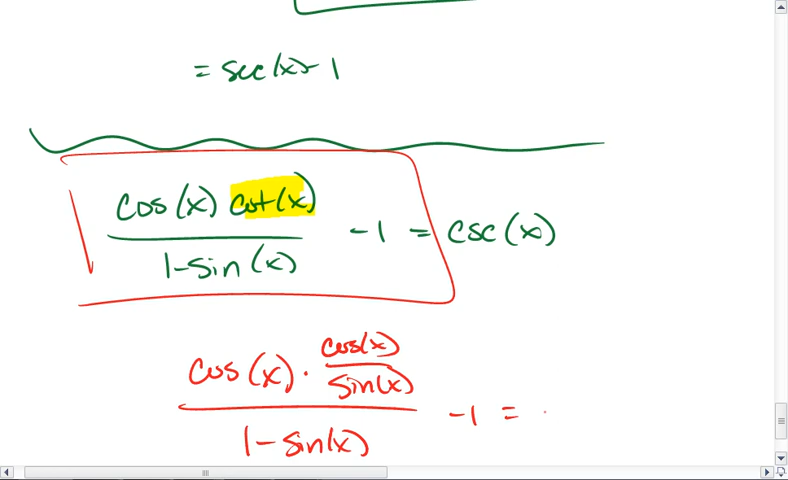 = sec(x) - 1
cos(x) cot(x)
1-sin(x)
-1 = csc(x)
cos(x) · cos(x)
sin(x)
1-sin(x)
-1 =